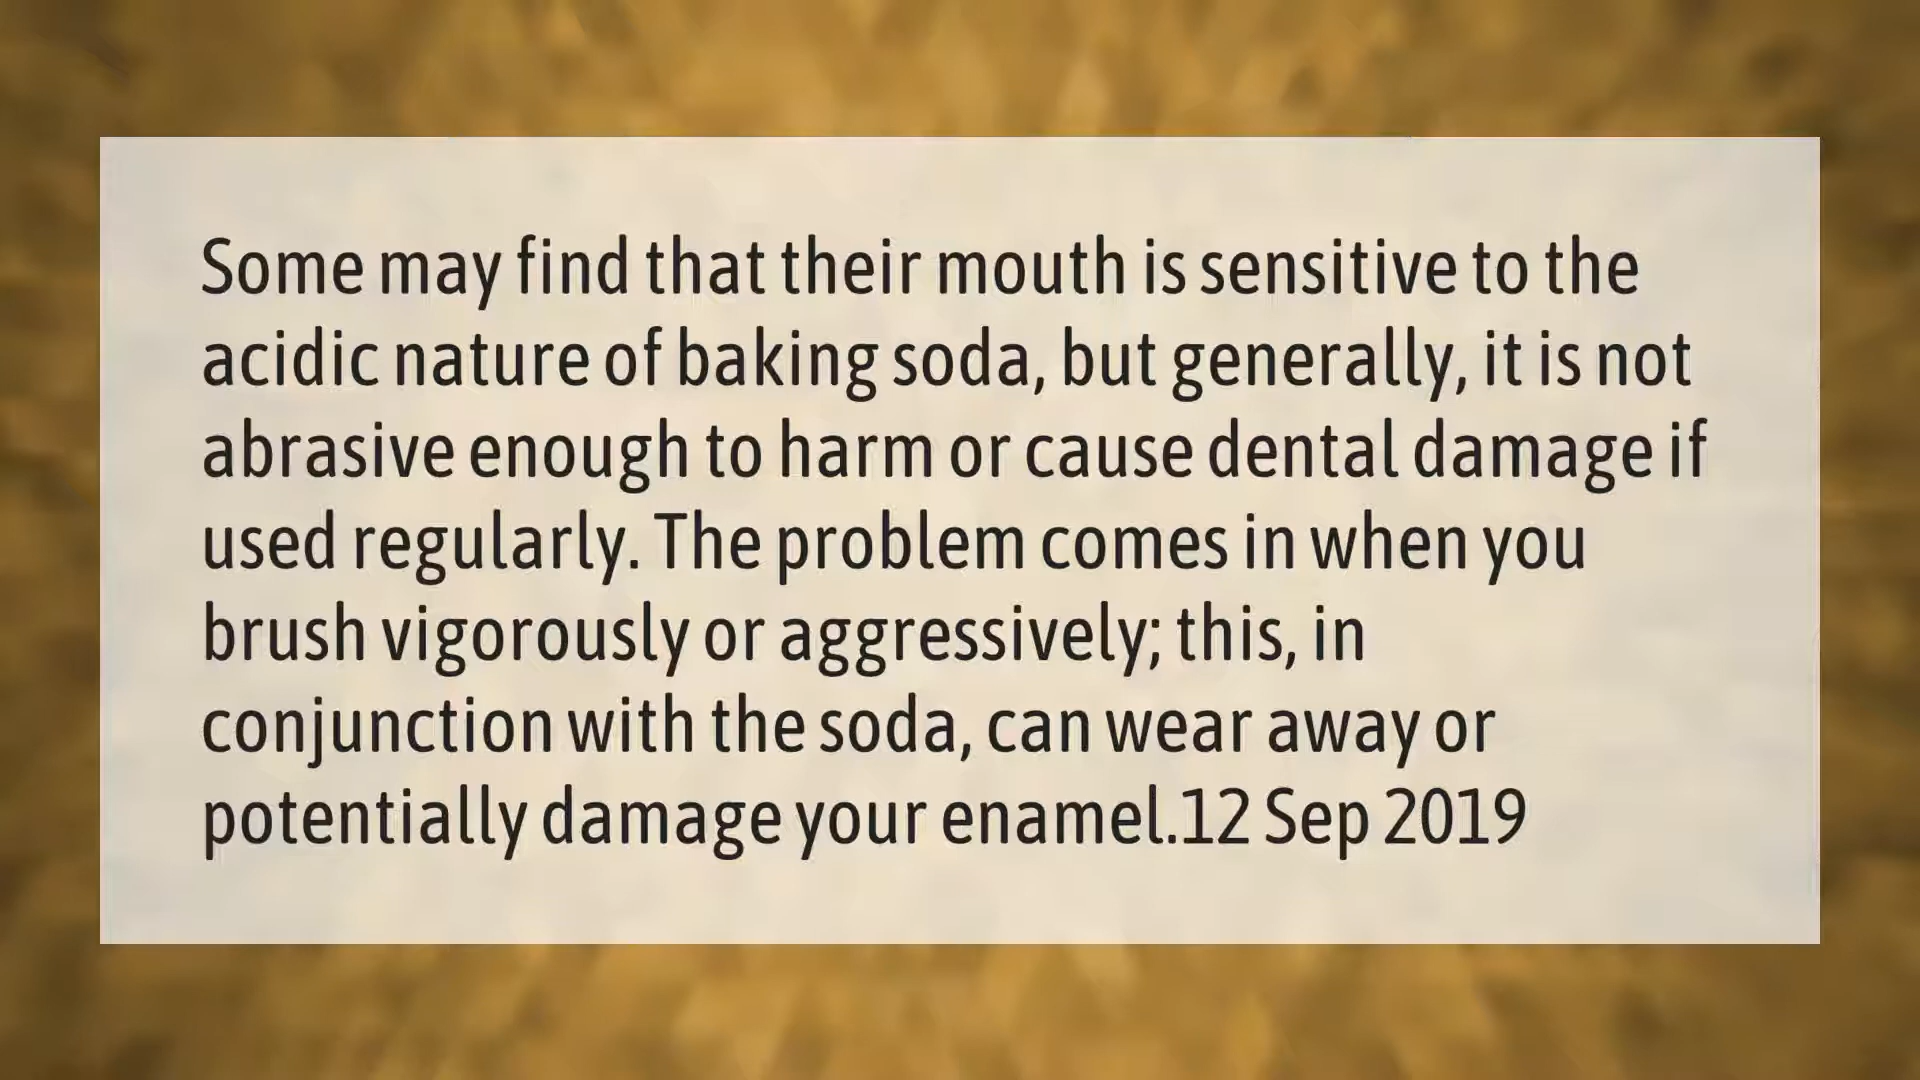 Some may find that their mouth is sensitive to the
acidic nature of baking soda, but generally, it is not
abrasive enough to harm or cause dental damage if
used regularly. The problem comes in when you
brush vigorously or aggressively; this, in
conjunction with the soda, can wear away or
potentially damage your enamel.12 Sep 2019